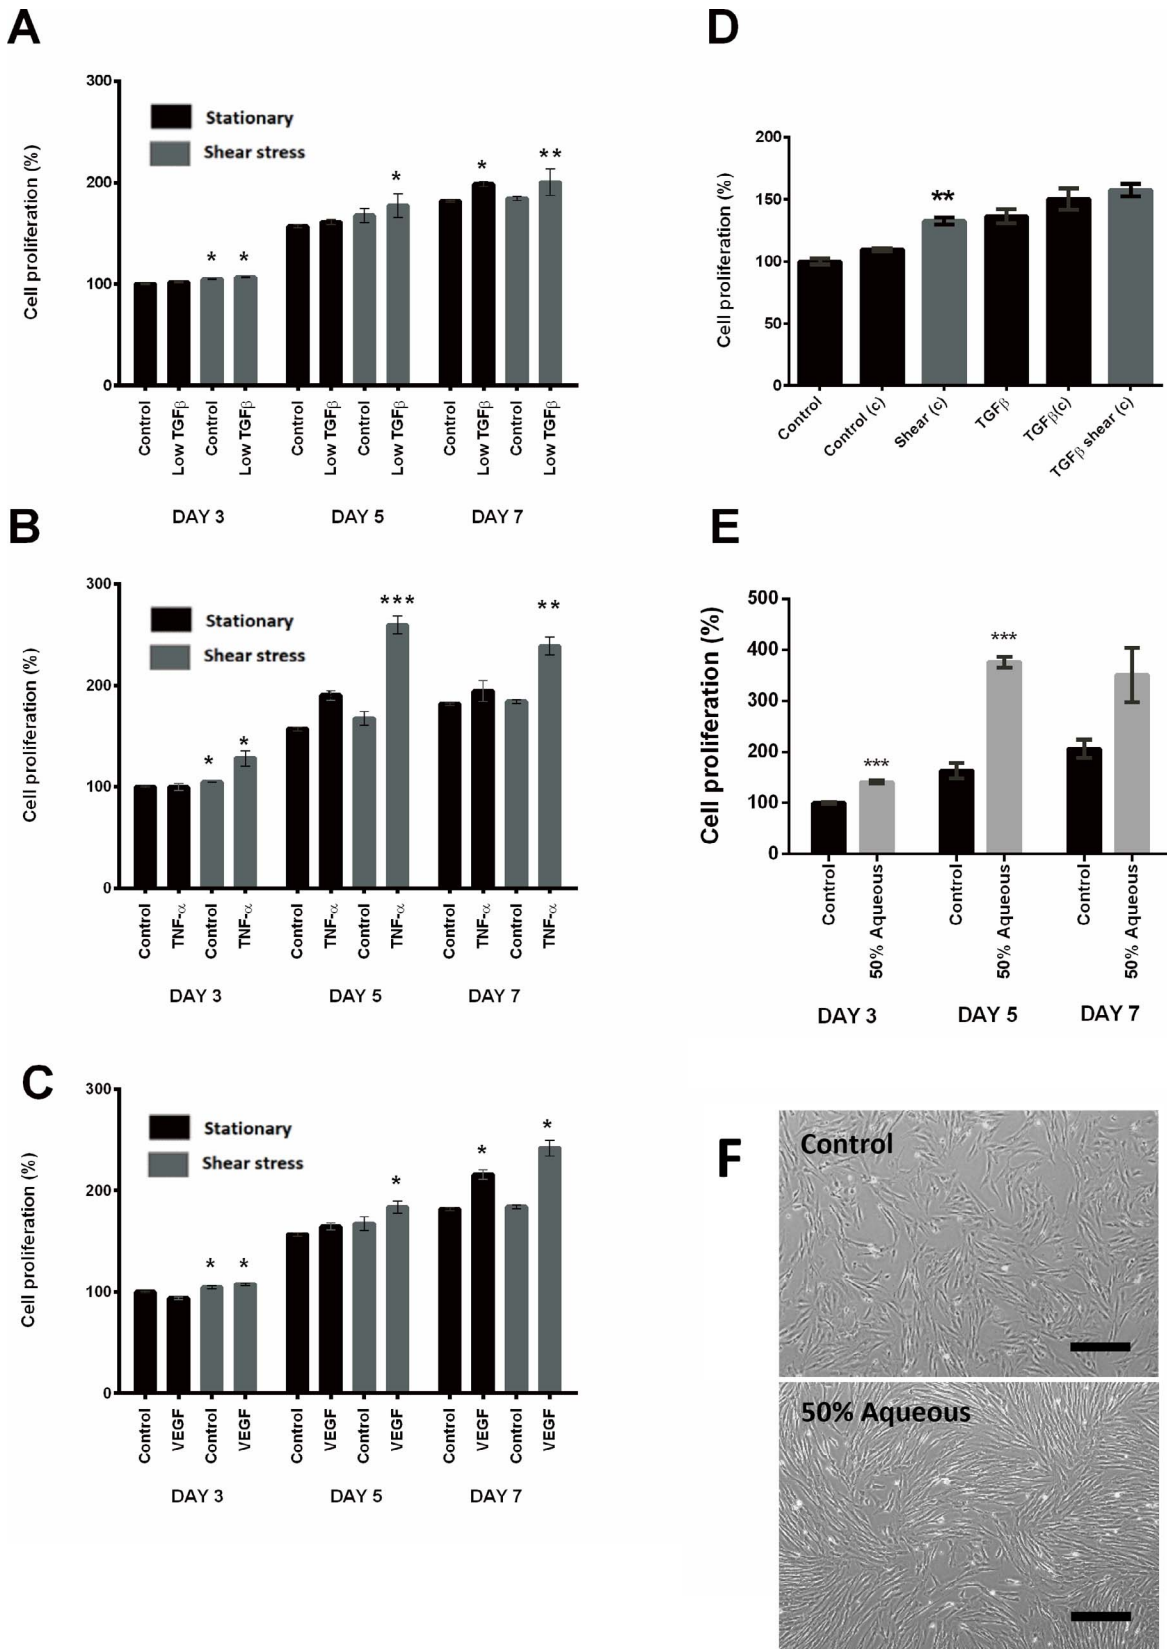 A
Cell proliferation (%)
300
200
100
0
Stationary
Shear stress
*
*
*
*
**
Control
Low TGFβ
Control
Low TGFβ
Control
Low TGFβ
Control
Low TGFβ
Control
Low TGFβ
Control
Low TGFβ
DAY 3
DAY 5
DAY 7
B
Cell proliferation (%)
300
200
100
0
Stationary
Shear stress
*
*
***
**
Control
TNF-α
Control
TNF-α
Control
TNF-α
Control
TNF-α
Control
TNF-α
Control
TNF-α
DAY 3
DAY 5
DAY 7
C
Cell proliferation (%)
300
200
100
0
Stationary
Shear stress
*
*
*
*
*
Control
VEGF
Control
VEGF
Control
VEGF
Control
VEGF
Control
VEGF
Control
VEGF
DAY 3
DAY 5
DAY 7
D
Cell proliferation (%)
200
150
100
50
0
**
Control
Control (c)
Shear (c)
TGFβ
TGFβ(c)
TGFβ shear (c)
E
Cell proliferation (%)
500
400
300
200
100
0
***
***
Control
50% Aqueous
Control
50% Aqueous
Control
50% Aqueous
DAY 3
DAY 5
DAY 7
F
Control
50% Aqueous